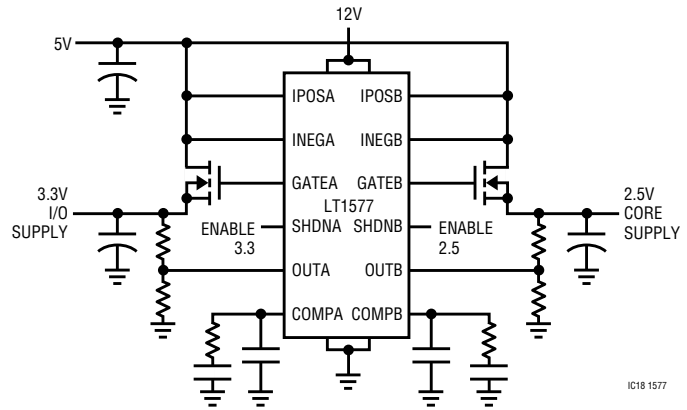 12V
5V
IPOSA IPOSB
INEGA INEGB
GATEA GATEB
LT1577
3.3V
I/O
SUPPLY
2.5V
CORE
SUPPLY
ENABLE
3.3
SHDNA SHDNB
ENABLE
2.5
OUTA OUTB
COMPA COMPB
IC18 1577